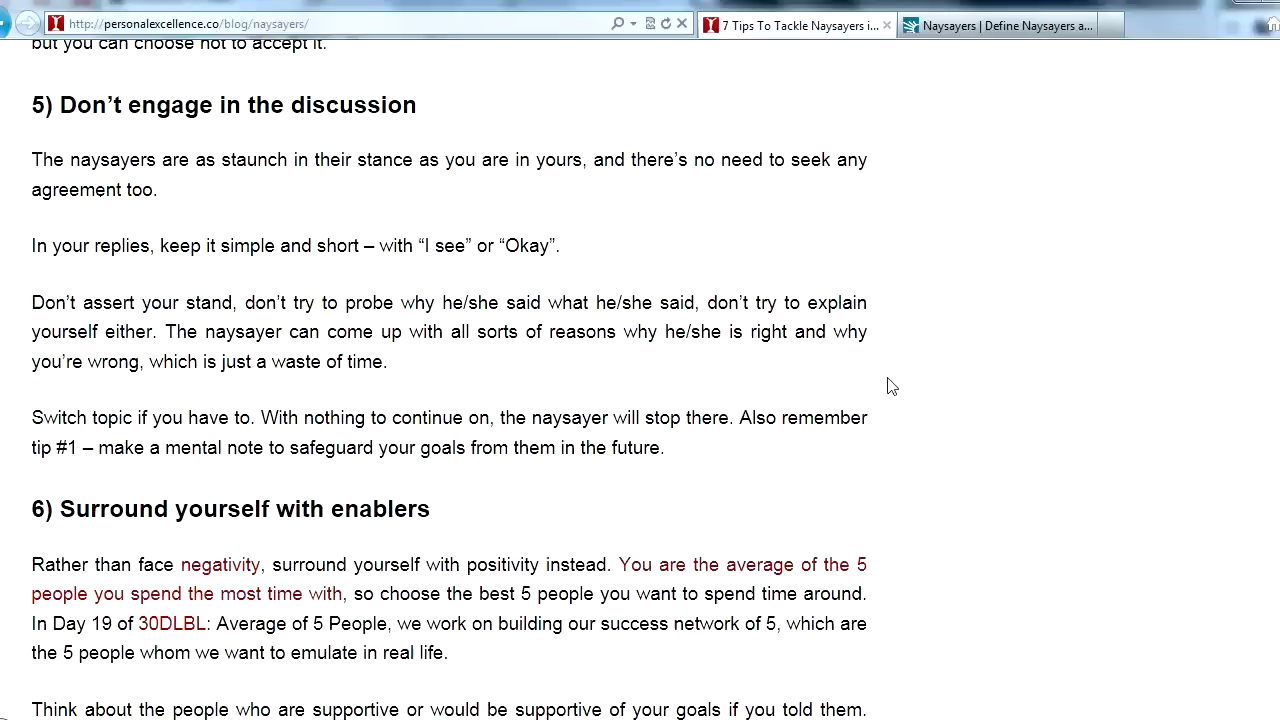 http://personalexcellence.co/blog/naysayers/
7 Tips To Tackle Naysayers i...
Naysayers | Define Naysayers a...
but you can choose not to accept it.
5) Don’t engage in the discussion
The naysayers are as staunch in their stance as you are in yours, and there’s no need to seek any
agreement too.
In your replies, keep it simple and short – with “I see” or “Okay”.
Don’t assert your stand, don’t try to probe why he/she said what he/she said, don’t try to explain
yourself either. The naysayer can come up with all sorts of reasons why he/she is right and why
you’re wrong, which is just a waste of time.
Switch topic if you have to. With nothing to continue on, the naysayer will stop there. Also remember
tip #1 – make a mental note to safeguard your goals from them in the future.
6) Surround yourself with enablers
Rather than face negativity, surround yourself with positivity instead. You are the average of the 5
people you spend the most time with, so choose the best 5 people you want to spend time around.
In Day 19 of 30DLBL: Average of 5 People, we work on building our success network of 5, which are
the 5 people whom we want to emulate in real life.
Think about the people who are supportive or would be supportive of your goals if you told them.